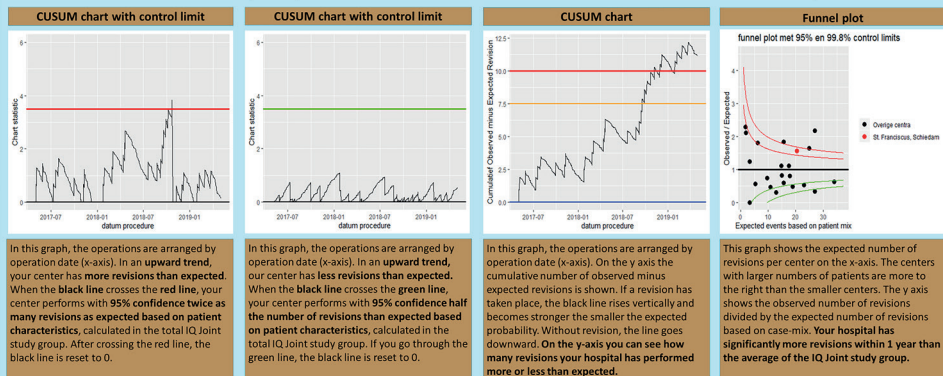 CUSUM chart with control limit
6
4
2
0
Chart statistic
2017-07 2018-01 2018-07 2019-01
datum procedure
In this graph, the operations are arranged by
operation date (x-axis). In an upward trend,
your center has more revisions than expected.
When the black line crosses the red line, your
center performs with 95% confidence twice as
many revisions as expected based on patient
characteristics, calculated in the total IQ Joint
study group. After crossing the red line, the
black line is reset to 0.
CUSUM chart with control limit
6
4
2
0
Chart statistic
2017-07 2018-01 2018-07 2019-01
datum procedure
In this graph, the operations are arranged by
operation date (x-axis). In an upward trend,
our center has less revisions than expected.
When the black line crosses the green line,
your center performs with 95% confidence half
the number of revisions than expected based
on patient characteristics, calculated in the
total IQ Joint study group. If you go through the
green line, the black line is reset to 0.
CUSUM chart
12.5
10.0
7.5
5.0
2.5
0.0
Cumulatief Observed minus Expected Revision
2017-07 2018-01 2018-07 2019-01
datum procedure
In this graph, the operations are arranged by
operation date (x-axis). On the y axis the
cumulative number of observed minus
expected revisions is shown. If a revision has
taken place, the black line rises vertically and
becomes stronger the smaller the expected
probability. Without revision, the line goes
downward. On the y-axis you can see how
many revisions your hospital has performed
more or less than expected.
Funnel plot
funnel plot met 95% en 99.8% control limits
5
4
3
2
1
0
Observed / Expected
0 10 20 30
Expected events based on patient mix
Overige centra
St. Franciscus, Schiedam
This graph shows the expected number of
revisions per center on the x-axis. The centers
with larger numbers of patients are more to
the right than the smaller centers. The y axis
shows the observed number of revisions
divided by the expected number of revisions
based on case-mix. Your hospital has
significantly more revisions within 1 year than
the average of the IQ Joint study group.